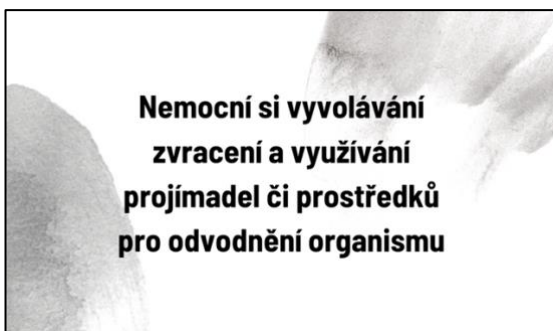 Nemocní si vyvolávání
zvracení a využívání
projímadel či prostředků
pro odvodnění organismu